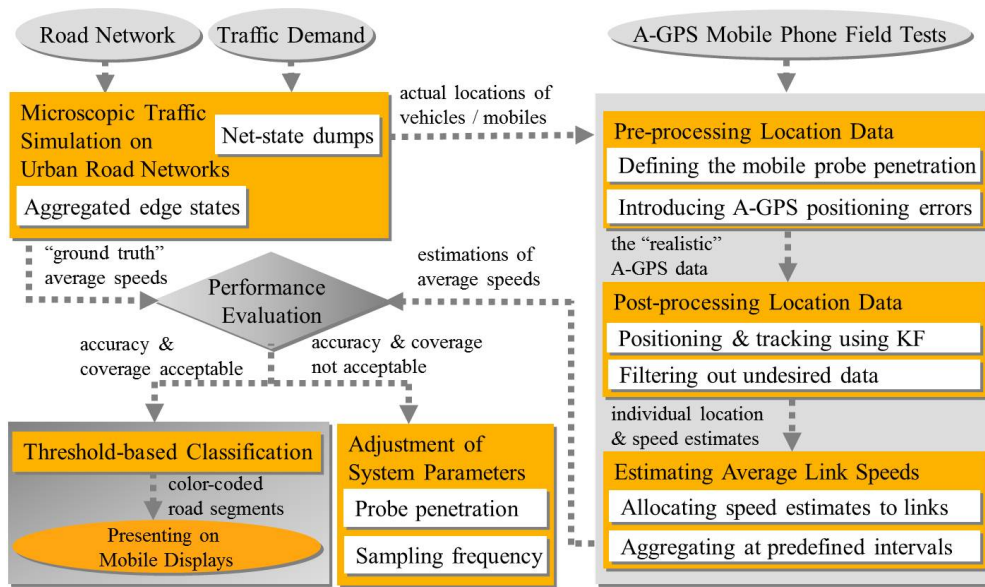 Road Network
Traffic Demand
A-GPS Mobile Phone Field Tests
Microscopic Traffic
Simulation on
Urban Road Networks
Net-state dumps
Aggregated edge states
actual locations of
vehicles / mobiles
Pre-processing Location Data
Defining the mobile probe penetration
Introducing A-GPS positioning errors
“ground truth”
average speeds
estimations of
average speeds
the “realistic”
A-GPS data
Performance
Evaluation
Post-processing Location Data
Positioning & tracking using KF
Filtering out undesired data
accuracy &
coverage acceptable
accuracy & coverage
not acceptable
individual location
& speed estimates
Threshold-based Classification
color-coded
road segments
Presenting on
Mobile Displays
Adjustment of
System Parameters
Probe penetration
Sampling frequency
Estimating Average Link Speeds
Allocating speed estimates to links
Aggregating at predefined intervals